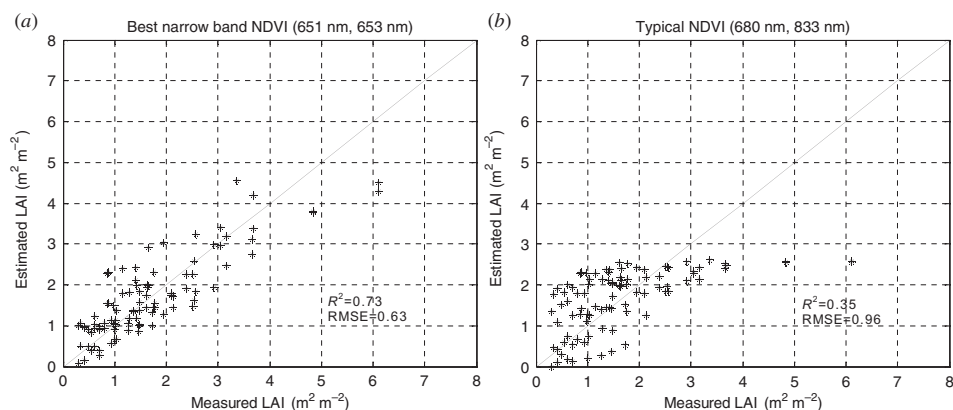 (a)
Best narrow band NDVI (651 nm, 653 nm)
8
7
6
5
4
3
2
1
0
Estimated LAI (m² m⁻²)
R²=0.73
RMSE=0.63
0 1 2 3 4 5 6 7 8
Measured LAI (m² m⁻²)
(b)
Typical NDVI (680 nm, 833 nm)
8
7
6
5
4
3
2
1
0
Estimated LAI (m² m⁻²)
R²=0.35
RMSE=0.96
0 1 2 3 4 5 6 7 8
Measured LAI (m² m⁻²)